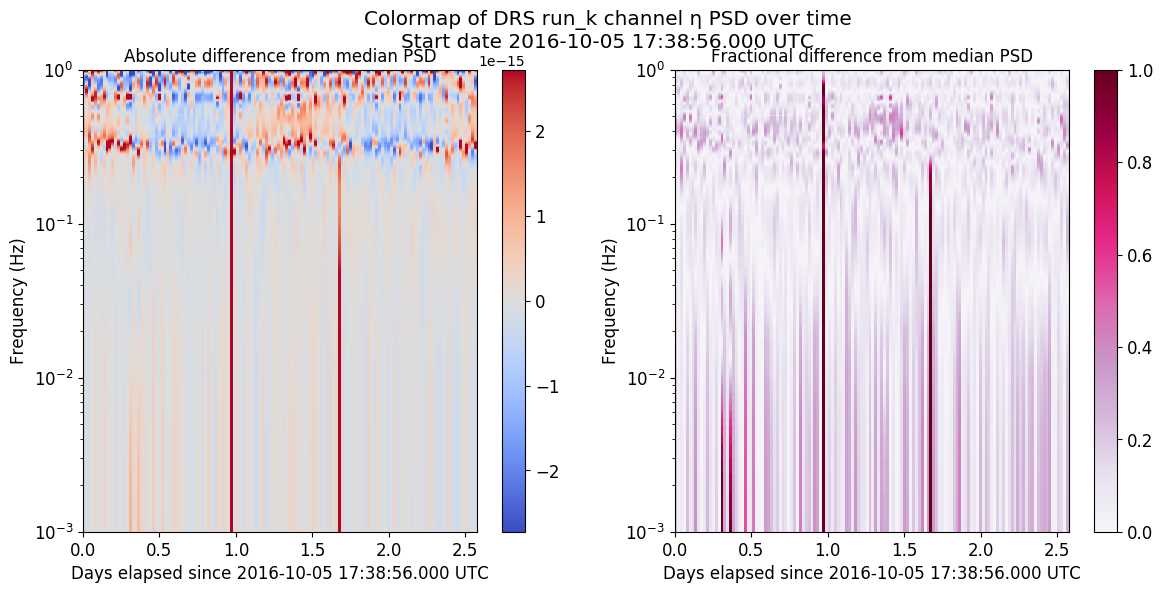 Colormap of DRS run_k channel η PSD over time
Start date 2016-10-05 17:38:56.000 UTC
Absolute difference from median PSD
1e−15
10⁰
10⁻¹
10⁻²
10⁻³
Frequency (Hz)
0.0 0.5 1.0 1.5 2.0 2.5
Days elapsed since 2016-10-05 17:38:56.000 UTC
2
1
0
−1
−2
Fractional difference from median PSD
10⁰
10⁻¹
10⁻²
10⁻³
Frequency (Hz)
0.0 0.5 1.0 1.5 2.0 2.5
Days elapsed since 2016-10-05 17:38:56.000 UTC
1.0
0.8
0.6
0.4
0.2
0.0